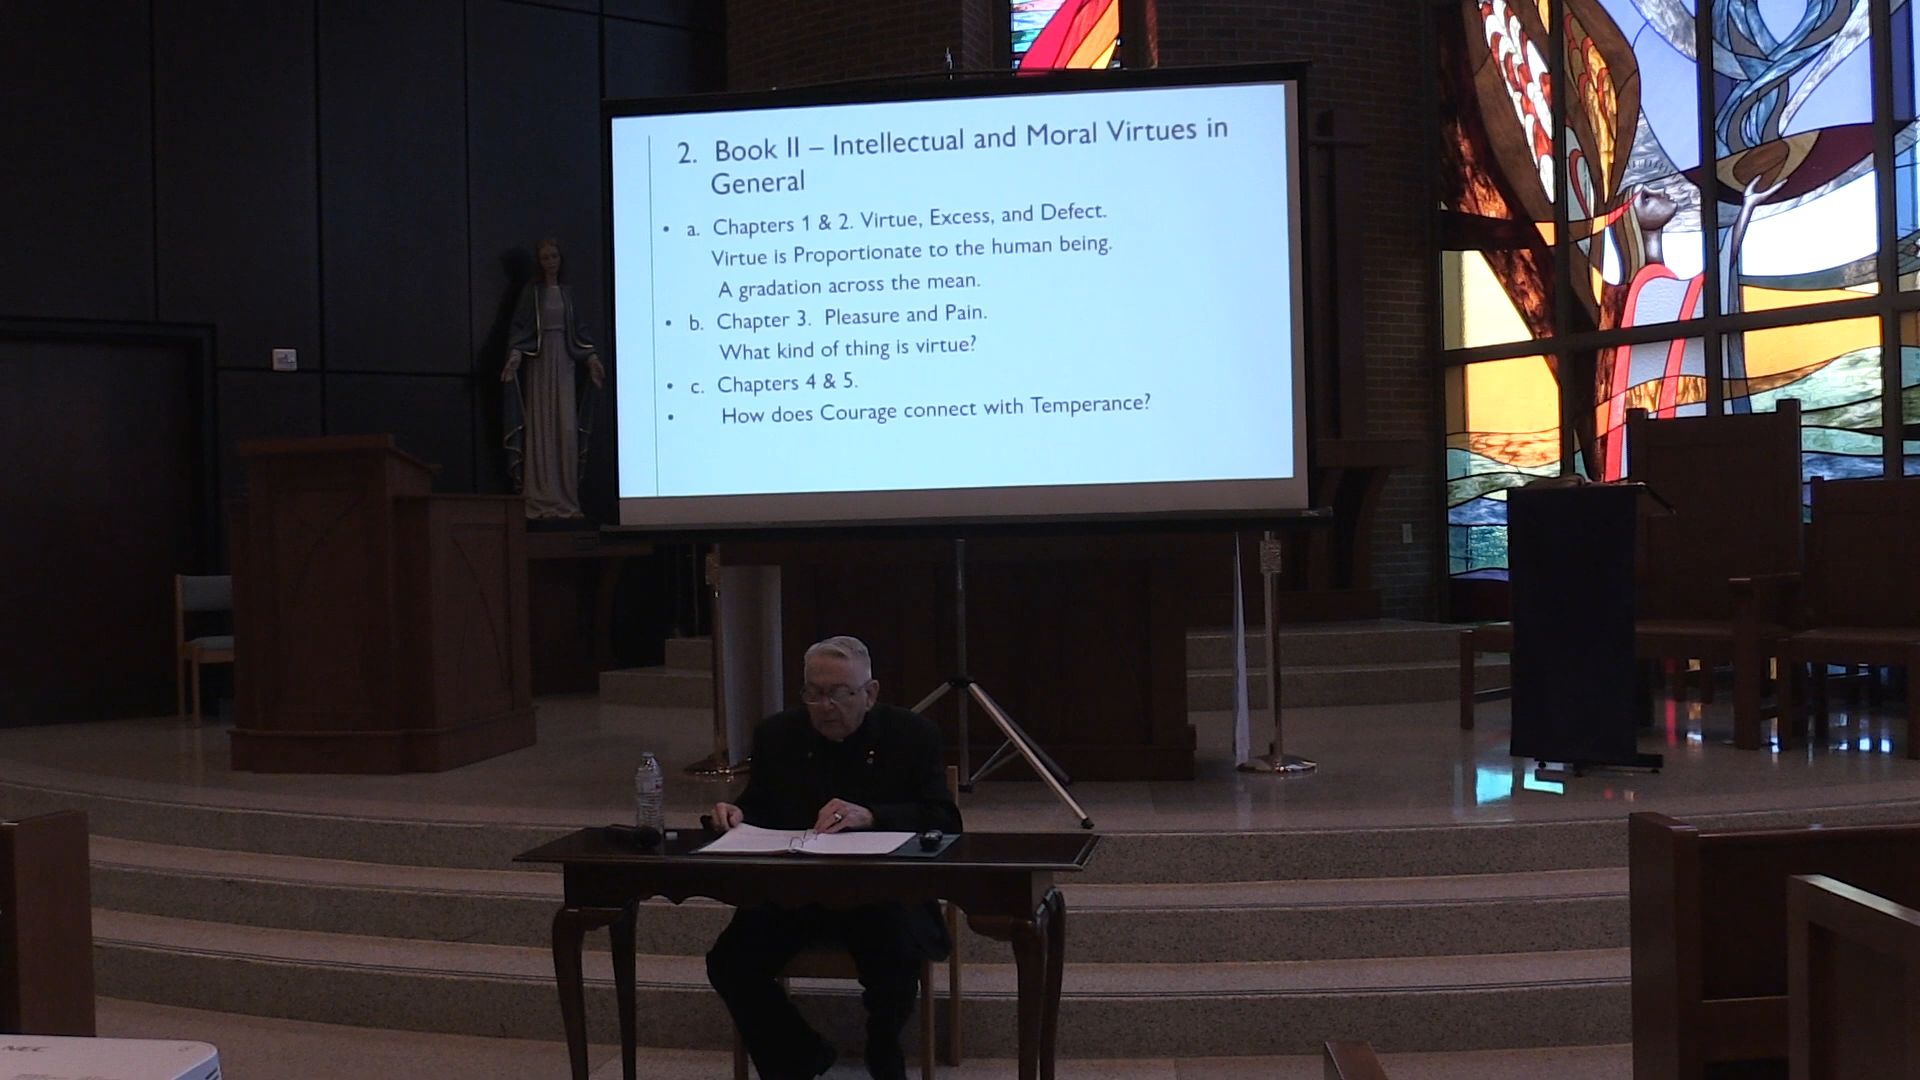 2. Book II – Intellectual and Moral Virtues in
General
• a. Chapters 1 & 2. Virtue, Excess, and Defect.
Virtue is Proportionate to the human being.
A gradation across the mean.
• b. Chapter 3. Pleasure and Pain.
What kind of thing is virtue?
• c. Chapters 4 & 5.
• How does Courage connect with Temperance?
NEC